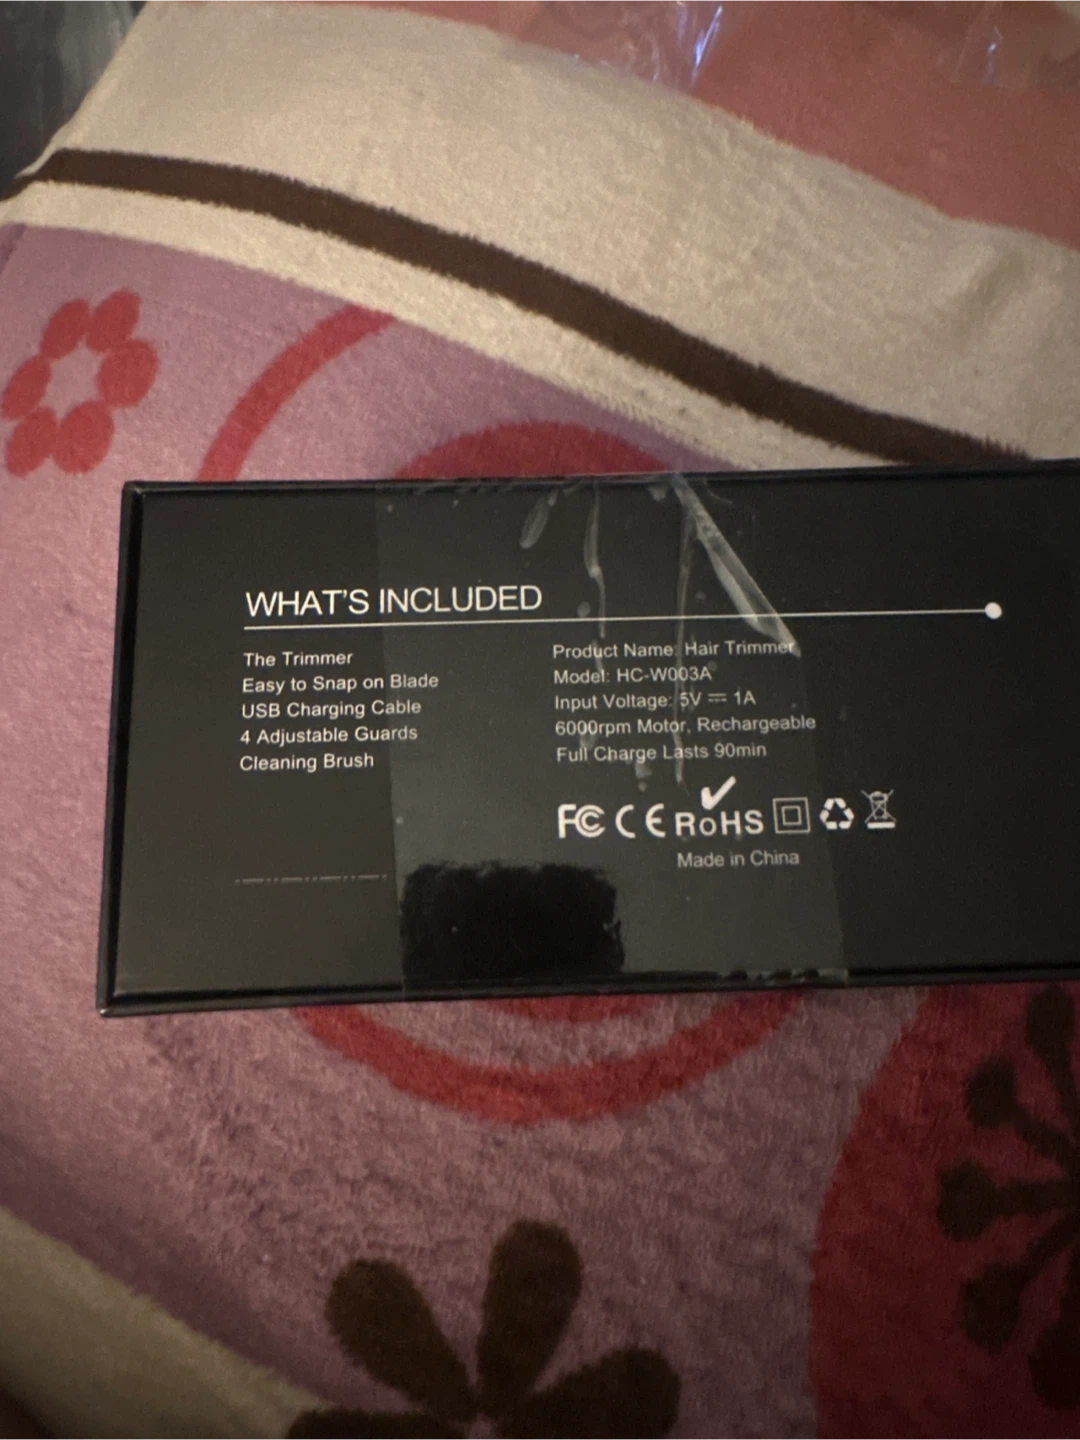 WHAT'S INCLUDED
The Trimmer
Easy to Snap on Blade
USB Charging Cable
4 Adjustable Guards
Cleaning Brush
Product Name: Hair Trimmer
Model: HC-W003A
Input Voltage: 5V ⎓ 1A
6000rpm Motor, Rechargeable
Full Charge Lasts 90min
FC CE RoHS
Made in China